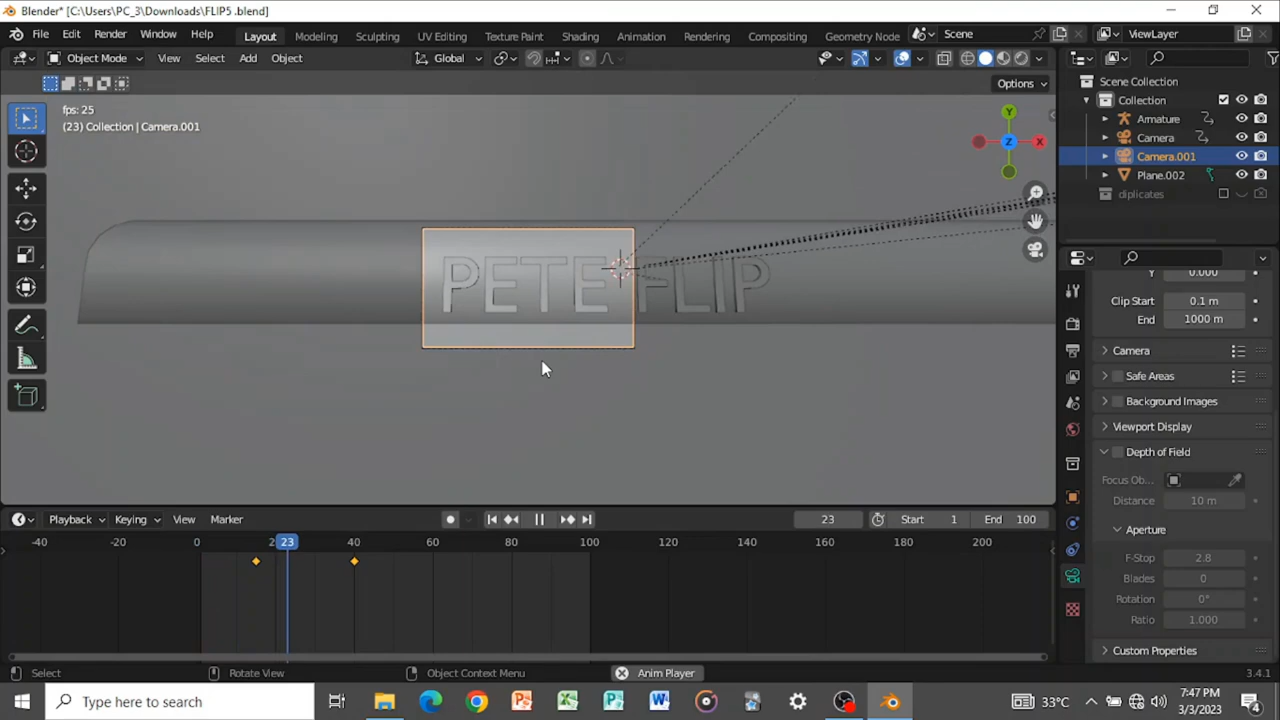 Blender* [C:\Users\PC_3\Downloads\FLIP5 .blend]
File Edit Render Window Help Layout Modeling Sculpting UV Editing Texture Paint Shading Animation Rendering Compositing Geometry Node Scene ViewLayer
Object Mode View Select Add Object Global
Options
fps: 25
(23) Collection | Camera.001
Y
Z
X
PETE FLIP
Scene Collection
Collection
Armature
Camera
Camera.001
Plane.002
diplicates
Y 0.000
Clip Start 0.1 m
End 1000 m
Camera
Safe Areas
Background Images
Viewport Display
Depth of Field
Focus Ob...
Distance 10 m
Aperture
F-Stop 2.8
Blades 0
Rotation 0°
Ratio 1.000
Custom Properties
Playback Keying View Marker 23 Start 1 End 100
-40 -20 0 2 23 40 60 80 100 120 140 160 180 200
Select Rotate View Object Context Menu Anim Player 3.4.1
Type here to search 33°C 7:47 PM
3/3/2023 4